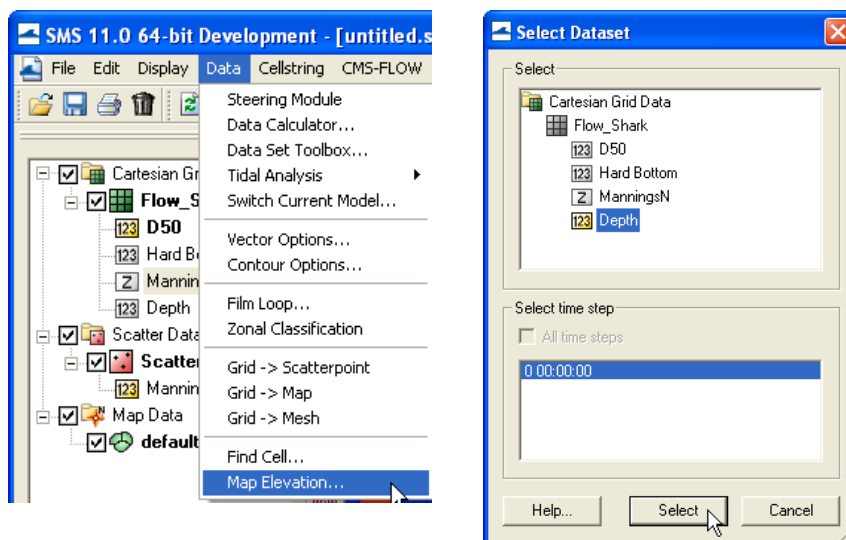 SMS 11.0 64-bit Development - [untitled.s
File Edit Display Data Cellstring CMS-FLOW
Steering Module
Data Calculator...
Data Set Toolbox...
Tidal Analysis
Switch Current Model...
Vector Options...
Contour Options...
Film Loop...
Zonal Classification
Grid -> Scatterpoint
Grid -> Map
Grid -> Mesh
Find Cell...
Map Elevation...
Cartesian Gr
Flow_S
123 D50
123 Hard B
Z Mannin
123 Depth
Scatter Data
Scatter
123 Mannin
Map Data
default
Select Dataset
Select
Cartesian Grid Data
Flow_Shark
123 D50
123 Hard Bottom
Z ManningsN
123 Depth
Select time step
All time steps
0 00:00:00
Help... Select Cancel